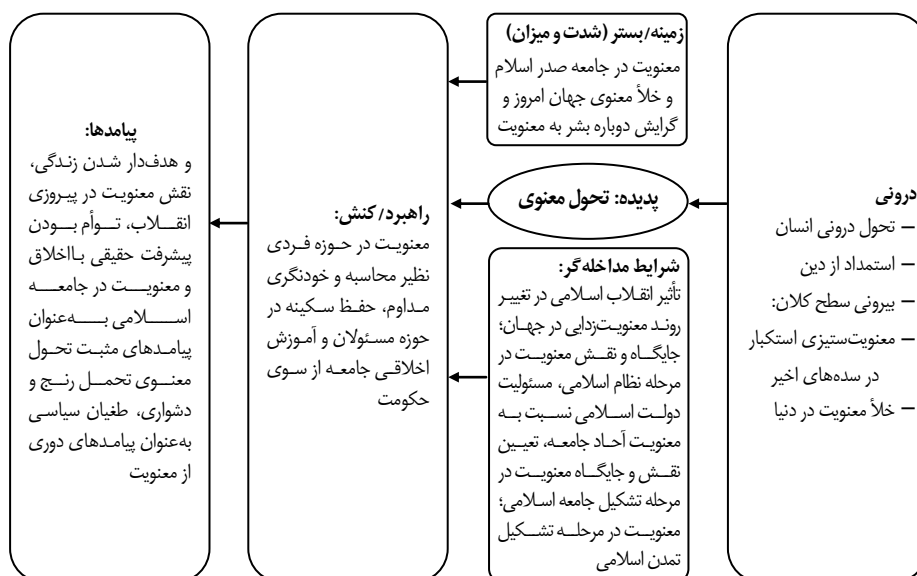 درونی
– تحول درونی انسان
– استمداد از دین
– بیرونی سطح کلان:
– معنویت‌ستیزی استکبار
در سده‌های اخیر
– خلأ معنویت در دنیا
زمینه/بستر (شدت و میزان)
معنویت در جامعه صدر اسلام
و خلأ معنوی جهان امروز و
گرایش دوباره بشر به معنویت
پدیده: تحول معنوی
شرایط مداخله‌گر:
تأثیر انقلاب اسلامی در تغییر
روند معنویت‌زدایی در جهان؛
جایگاه و نقش معنویت در
مرحله نظام اسلامی، مسئولیت
دولت اسلامی نسبت به
معنویت آحاد جامعه، تعیین
نقش و جایگاه معنویت در
مرحله تشکیل جامعه اسلامی؛
معنویت در مرحله تشکیل
تمدن اسلامی
راهبرد/کنش:
معنویت در حوزه فردی
نظیر محاسبه و خودنگری
مداوم، حفظ سکینه در
حوزه مسئولان و آموزش
اخلاقی جامعه از سوی
حکومت
پیامدها:
و هدف‌دار شدن زندگی،
نقش معنویت در پیروزی
انقلاب، توأم بودن
پیشرفت حقیقی بااخلاق
و معنویت در جامعه
اسلامی به‌عنوان
پیامدهای مثبت تحول
معنوی تحمل رنج و
دشواری، طغیان سیاسی
به‌عنوان پیامدهای دوری
از معنویت